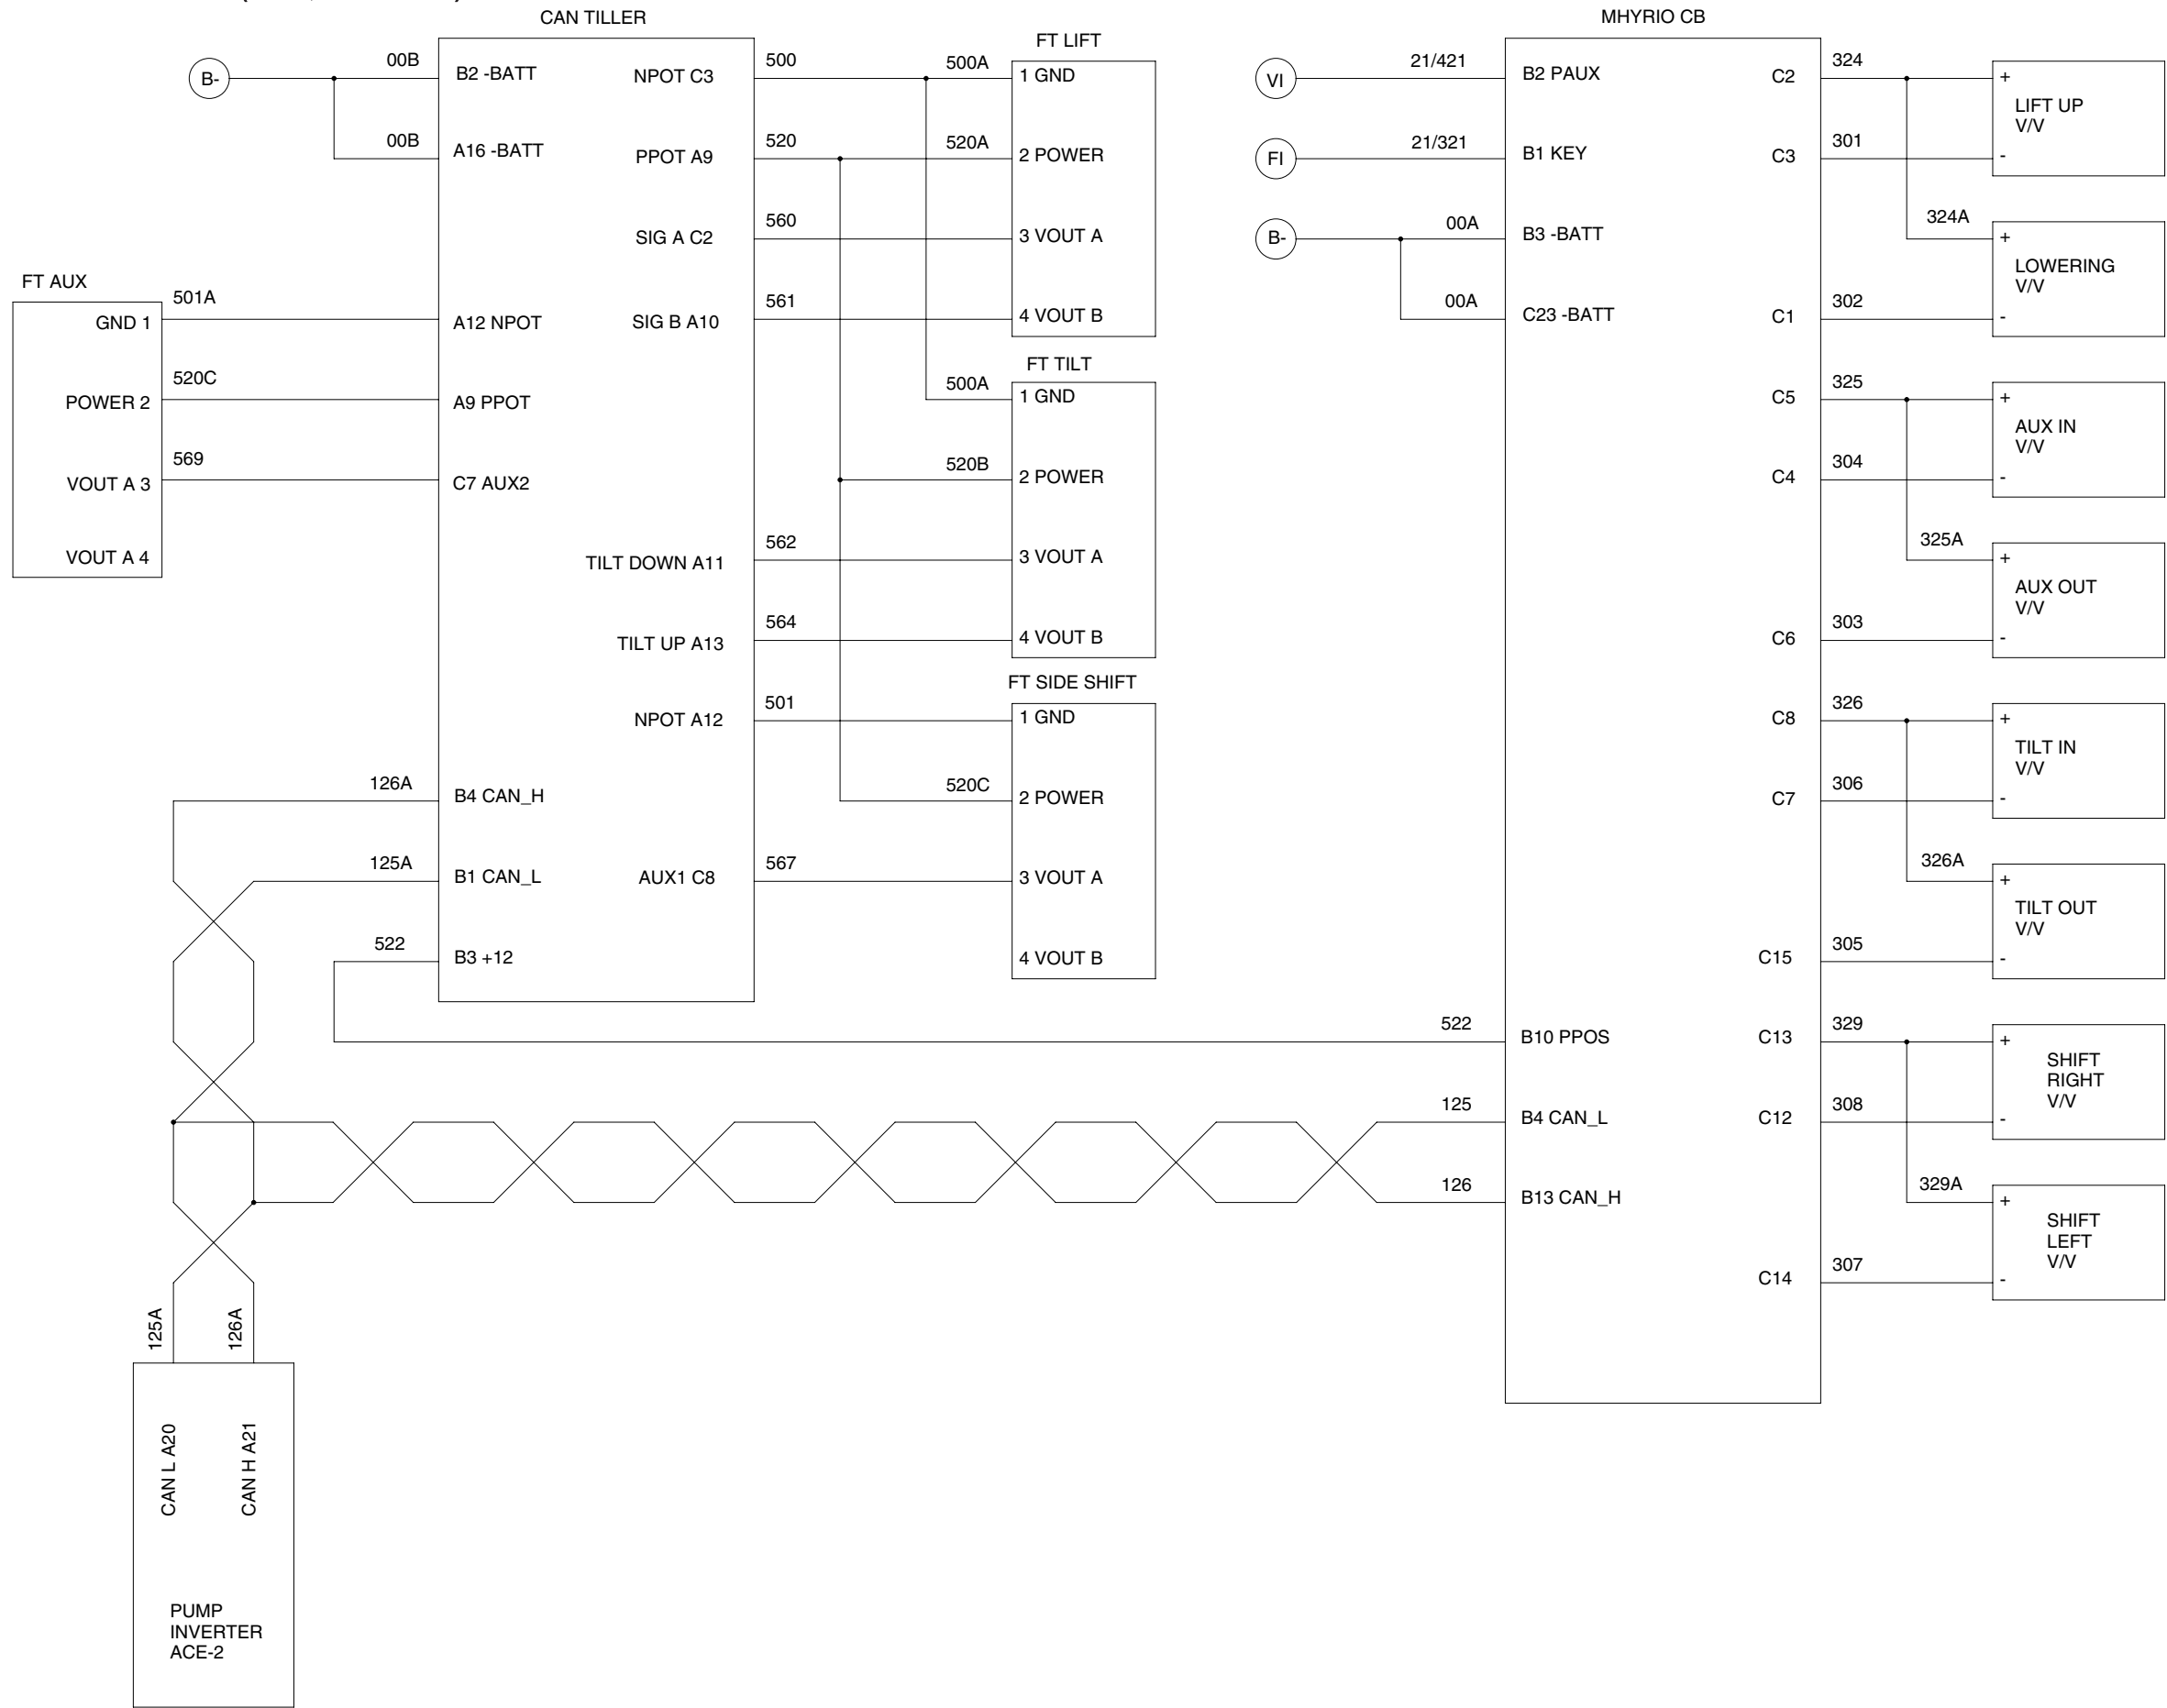 CAN TILLER
MHYRIO CB
B-
00B
00B
B2 -BATT
A16 -BATT
FT AUX
GND 1
POWER 2
VOUT A 3
VOUT A 4
501A
520C
569
A12 NPOT
A9 PPOT
C7 AUX2
126A
125A
522
B4 CAN_H
B1 CAN_L
B3 +12
NPOT C3
PPOT A9
SIG A C2
SIG B A10
TILT DOWN A11
TILT UP A13
NPOT A12
AUX1 C8
500
520
560
561
562
564
501
567
FT LIFT
500A
520A
1 GND
2 POWER
3 VOUT A
4 VOUT B
FT TILT
500A
520B
1 GND
2 POWER
3 VOUT A
4 VOUT B
FT SIDE SHIFT
520C
1 GND
2 POWER
3 VOUT A
4 VOUT B
VI
FI
B-
21/421
21/321
00A
00A
B2 PAUX
B1 KEY
B3 -BATT
C23 -BATT
522
125
126
B10 PPOS
B4 CAN_L
B13 CAN_H
C2
C3
C1
C5
C4
C6
C8
C7
C15
C13
C12
C14
324
301
324A
302
325
304
325A
303
326
306
326A
305
329
308
329A
307
+
LIFT UP
V/V
-
+
LOWERING
V/V
-
+
AUX IN
V/V
-
+
AUX OUT
V/V
-
+
TILT IN
V/V
-
+
TILT OUT
V/V
-
+
SHIFT
RIGHT
V/V
-
+
SHIFT
LEFT
V/V
-
125A
126A
CAN L A20
CAN H A21
PUMP
INVERTER
ACE-2